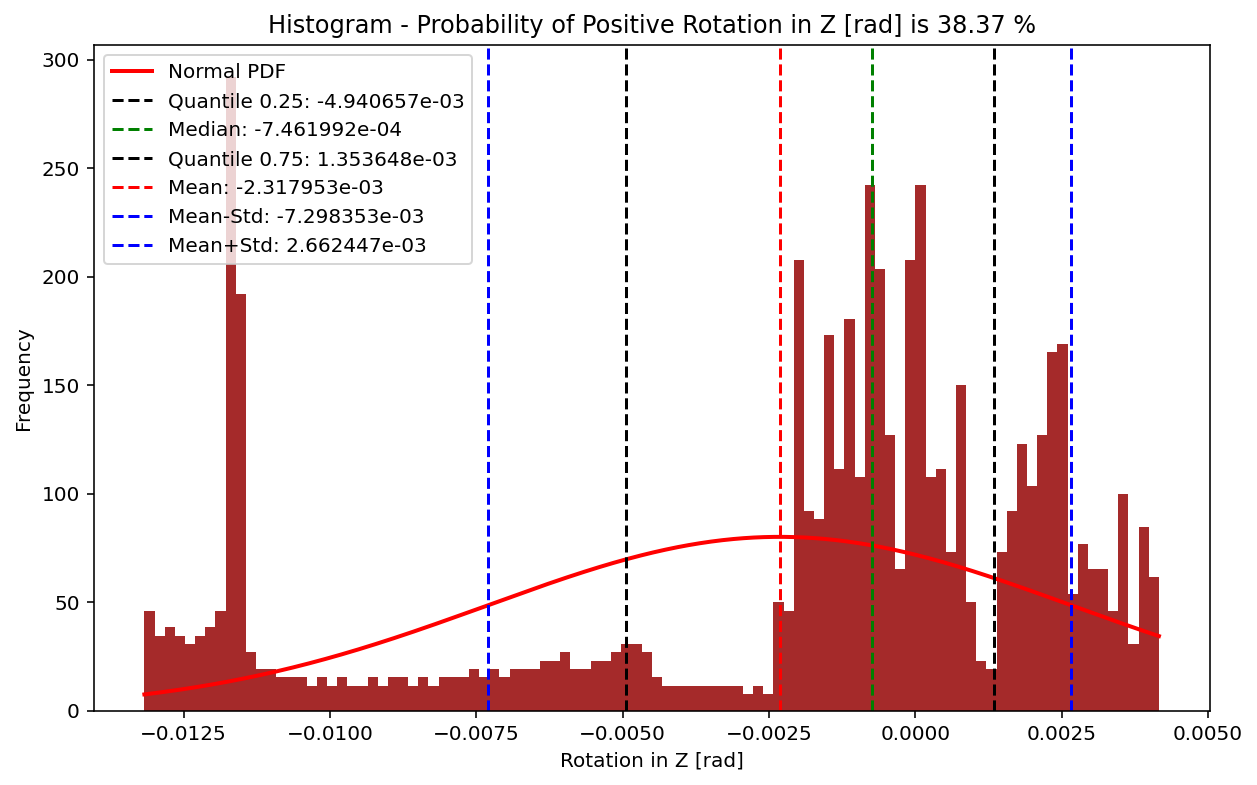 Histogram - Probability of Positive Rotation in Z [rad] is 38.37 %
Normal PDF
Quantile 0.25: -4.940657e-03
Median: -7.461992e-04
Quantile 0.75: 1.353648e-03
Mean: -2.317953e-03
Mean-Std: -7.298353e-03
Mean+Std: 2.662447e-03
Frequency
300
250
200
150
100
50
0
−0.0125 −0.0100 −0.0075 −0.0050 −0.0025 0.0000 0.0025 0.0050
Rotation in Z [rad]